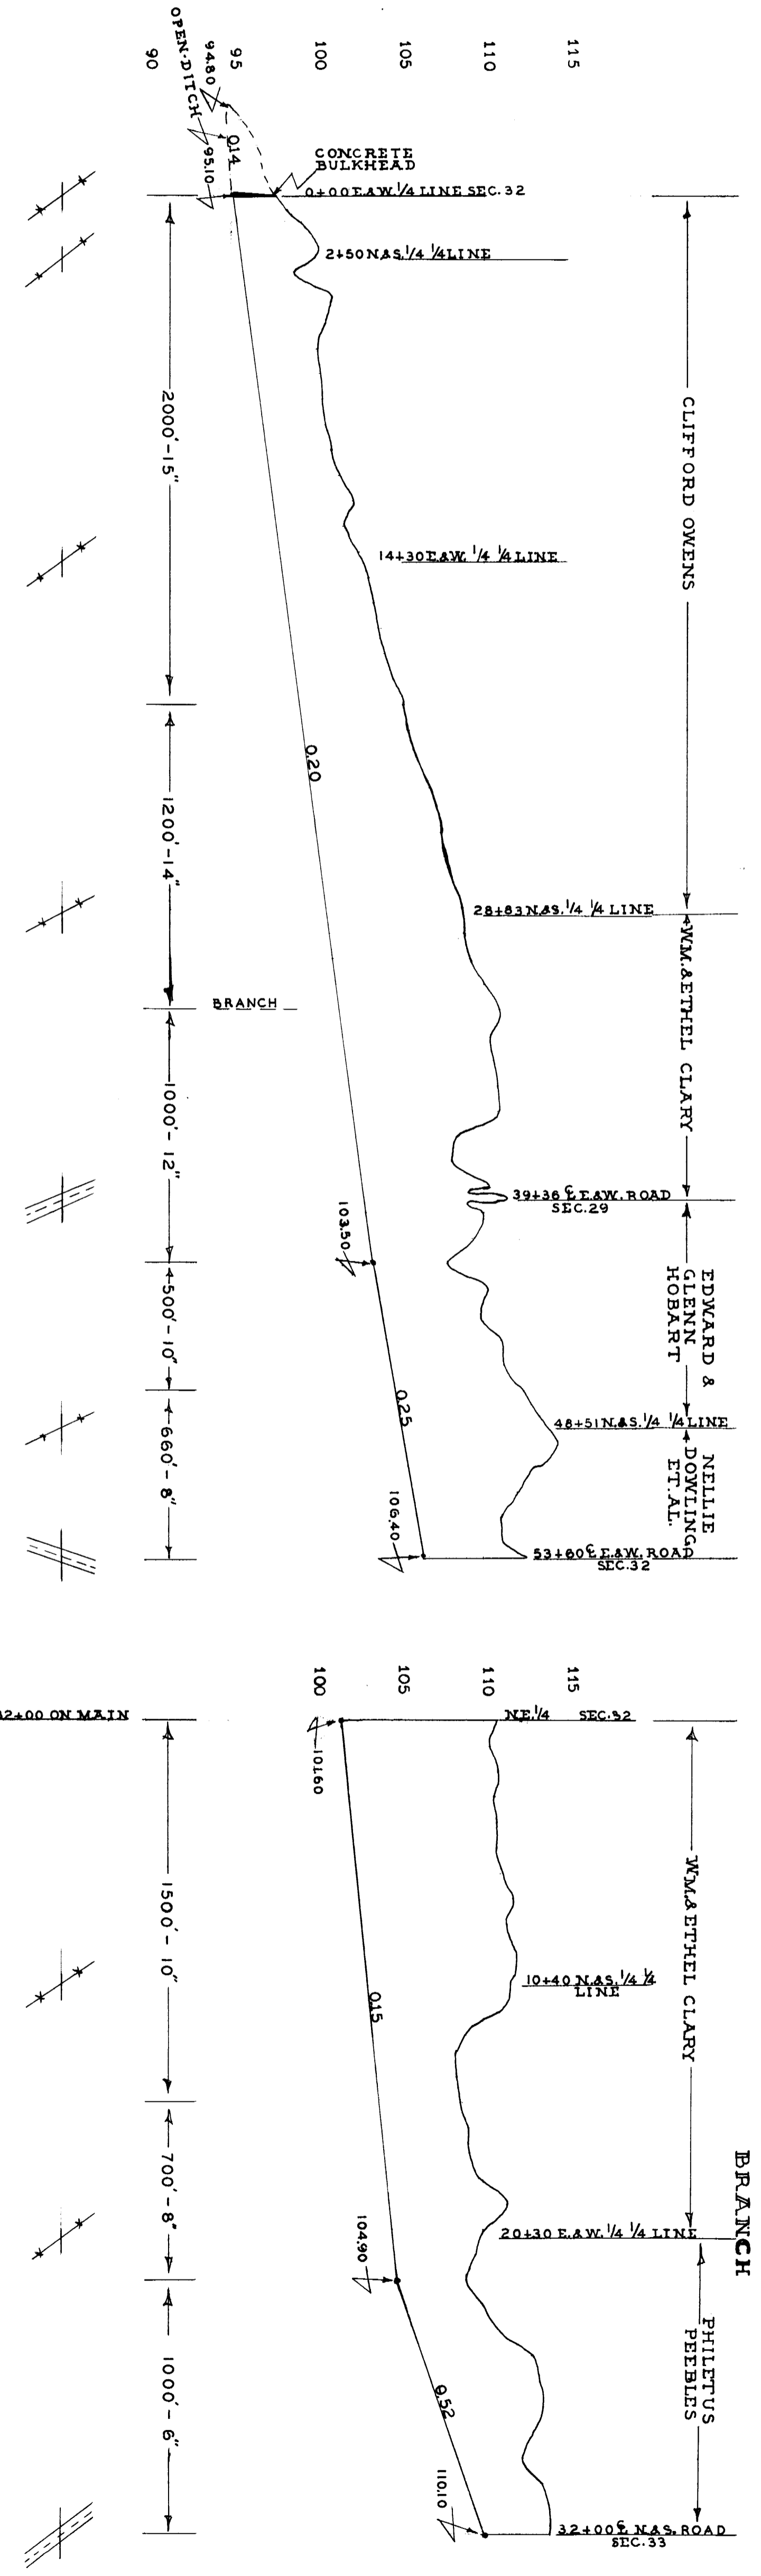 CLIFFORD OWENS
WM.&ETHEL CLARY
EDWARD &
GLENN
HOBART
NELLIE
DOWLING
ET.AL.
115
110
105
100
95
90
CONCRETE
BULKHEAD
0+00 E.&W. 1/4 LINE SEC. 32
2+50 N.&S. 1/4 1/4 LINE
14+30 E.&W. 1/4 1/4 LINE
28+83 N.&S. 1/4 1/4 LINE
39+36 ℄ E.&W. ROAD
SEC.29
48+51 N.&S. 1/4 1/4 LINE
53+60 ℄ E.&W. ROAD
SEC.32
0.14
0.20
0.25
94.80
95.10
OPEN-DITCH
103.50
106.40
BRANCH
2000'-15"
1200'-14"
1000'-12"
500'-10"
660'-8"
BRANCH
WM.&ETHEL CLARY
PHILETUS
PEEBLES
115
110
105
100
N.E. 1/4 SEC.32
10+40 N.&S. 1/4 1/4
LINE
20+30 E.&W. 1/4 1/4 LINE
32+00 ℄ N.&S. ROAD
SEC.33
0.15
0.52
101.60
104.90
110.10
1500'-10"
700'-8"
1000'-6"
2+00 ON MAIN